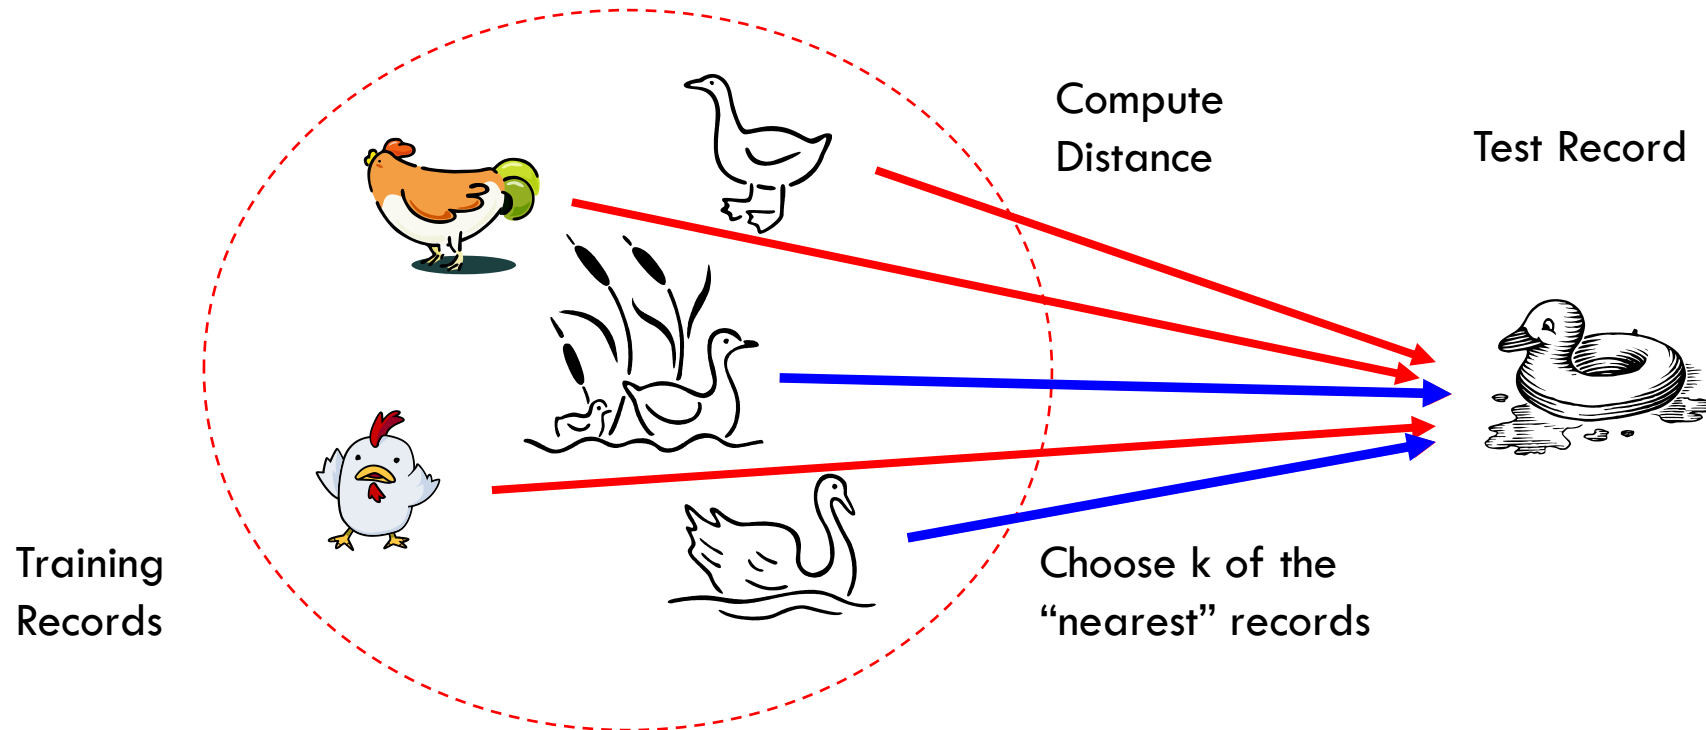 Compute
Distance
Test Record
Training
Records
Choose k of the
“nearest” records